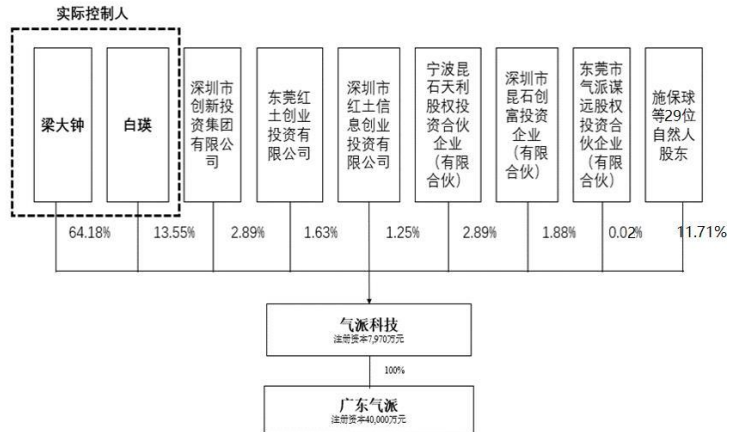 实际控制人
梁大钟
白瑛
深圳市
创新投
资集团
有限公
司
东莞红
土创业
投资有
限公司
深圳市
红土信
息创业
投资有
限公司
宁波昆
石天利
股权投
资合伙
企业
（有限
合伙）
深圳市
昆石创
富投资
企业
（有限
合伙）
东莞市
气派谋
远股权
投资合
伙企业
（有限
合伙）
施保球
等29位
自然人
股东
64.18%
13.55%
2.89%
1.63%
1.25%
2.89%
1.88%
0.02%
11.71%
气派科技
注册资本7,970万元
100%
广东气派
注册资本40,000万元